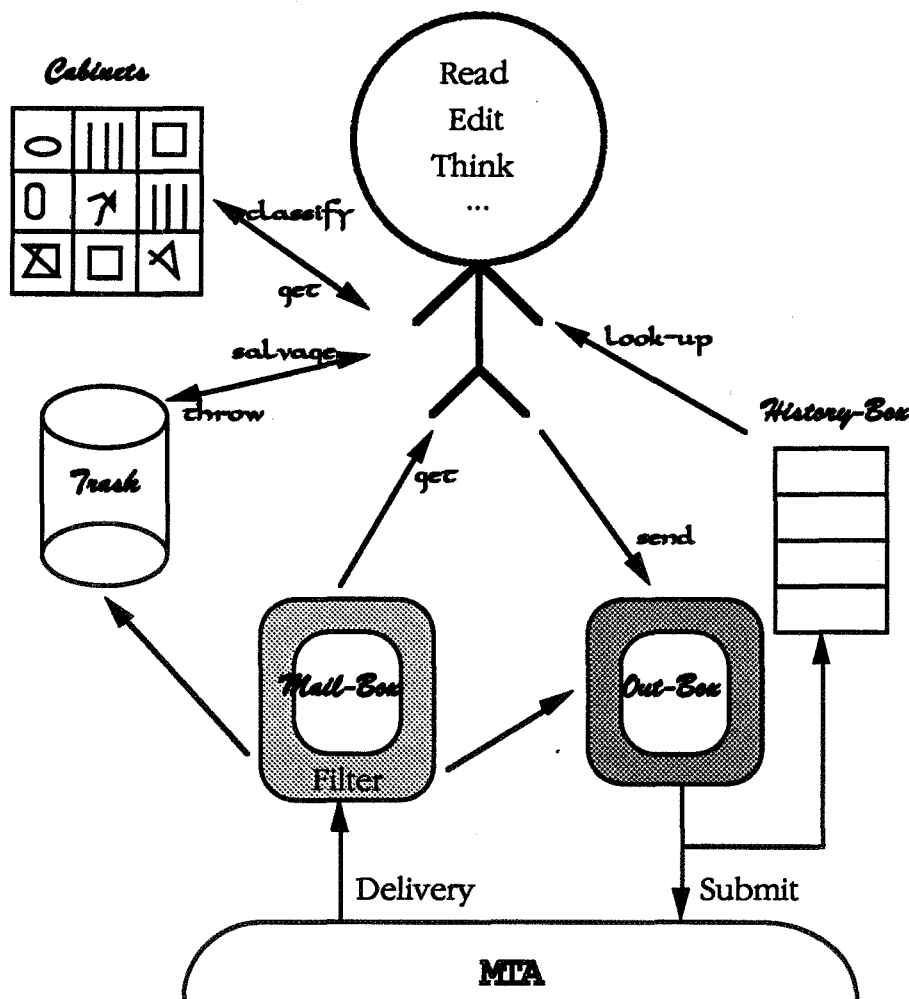 Cabinets
Read
Edit
Think
...
classify
get
salvage
throw
look-up
History-Box
Trash
get
send
Mail-Box
Out-Box
Filter
Delivery
Submit
MTA